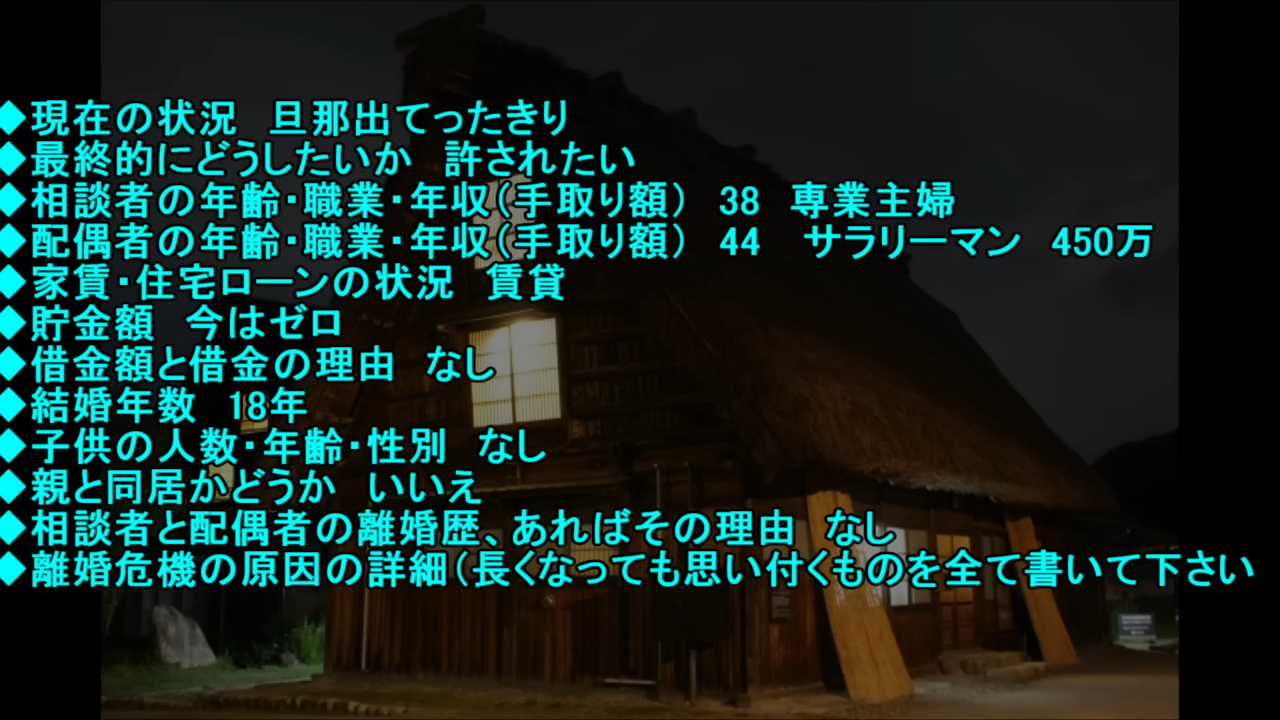 ◆現在の状況　旦那出てったきり
◆最終的にどうしたいか　許されたい
◆相談者の年齢・職業・年収（手取り額）　38　専業主婦
◆配偶者の年齢・職業・年収（手取り額）　44　サラリーマン　450万
◆家賃・住宅ローンの状況　賃貸
◆貯金額　今はゼロ
◆借金額と借金の理由　なし
◆結婚年数　18年
◆子供の人数・年齢・性別　なし
◆親と同居かどうか　いいえ
◆相談者と配偶者の離婚歴、あればその理由　なし
◆離婚危機の原因の詳細（長くなっても思い付くものを全て書いて下さい